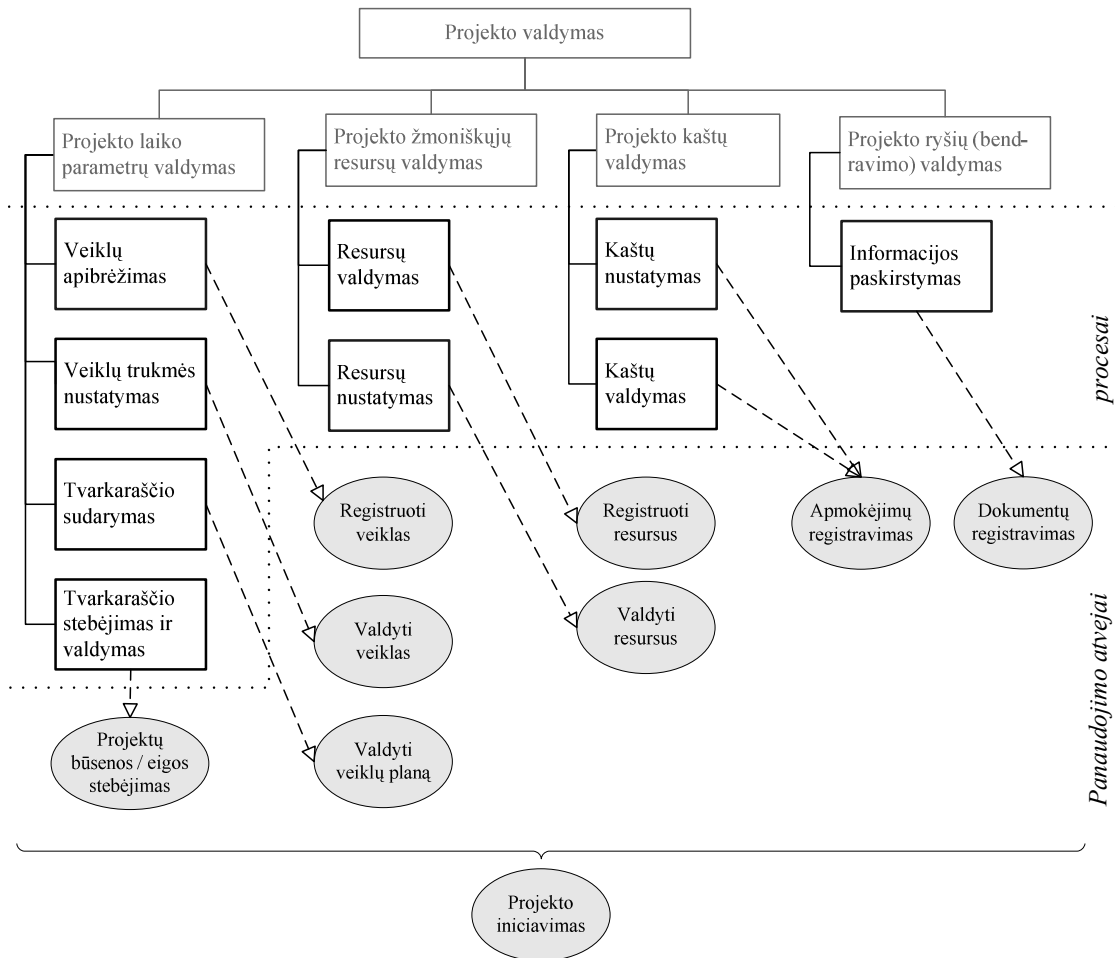 Projekto valdymas
Projekto laiko
parametrų valdymas
Projekto žmoniškųjų
resursų valdymas
Projekto kaštų
valdymas
Projekto ryšių (bend-
ravimo) valdymas
Veiklų
apibrėžimas
Resursų
valdymas
Kaštų
nustatymas
Informacijos
paskirstymas
procesai
Veiklų trukmės
nustatymas
Resursų
nustatymas
Kaštų
valdymas
Tvarkaraščio
sudarymas
Registruoti
veiklas
Registruoti
resursus
Apmokėjimų
registravimas
Dokumentų
registravimas
Tvarkaraščio
stebėjimas ir
valdymas
Valdyti
veiklas
Valdyti
resursus
Panaudojimo atvejai
Projektų
būsenos / eigos
stebėjimas
Valdyti
veiklų planą
Projekto
iniciavimas